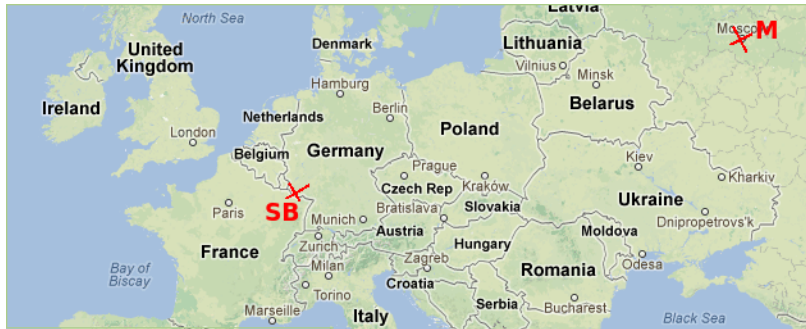 North Sea
Latvia
Denmark
Lithuania
Moscow
M
United
Kingdom
Vilnius
Minsk
Hamburg
Ireland
Berlin
Belarus
Netherlands
London
Poland
Belgium
Germany
Kiev
Prague
Kharkiv
Czech Rep
Kraków
Ukraine
Paris
SB
Munich
Bratislava
Slovakia
Dnipropetrovs'k
Austria
Moldova
France
Zurich
Hungary
Zagreb
Odesa
Bay of
Biscay
Milan
Romania
Croatia
Torino
Serbia
Bucharest
Marseille
Italy
Black Sea